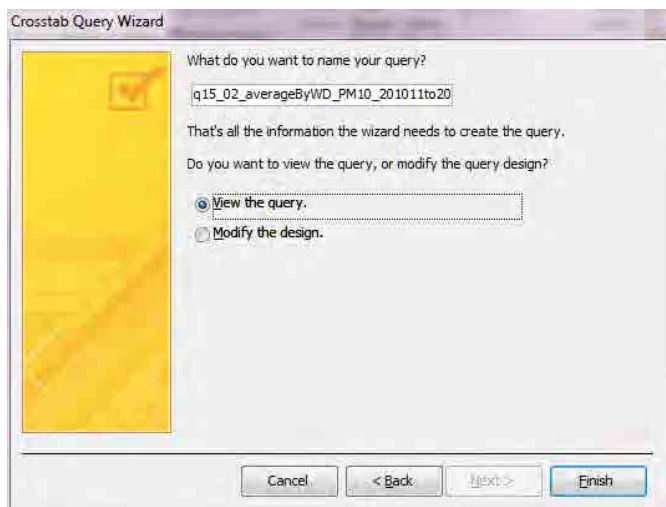 Crosstab Query Wizard
What do you want to name your query?
q15_02_averageByWD_PM10_201011to20
That's all the information the wizard needs to create the query.
Do you want to view the query, or modify the query design?
View the query.
Modify the design.
Cancel
< Back
Next >
Finish